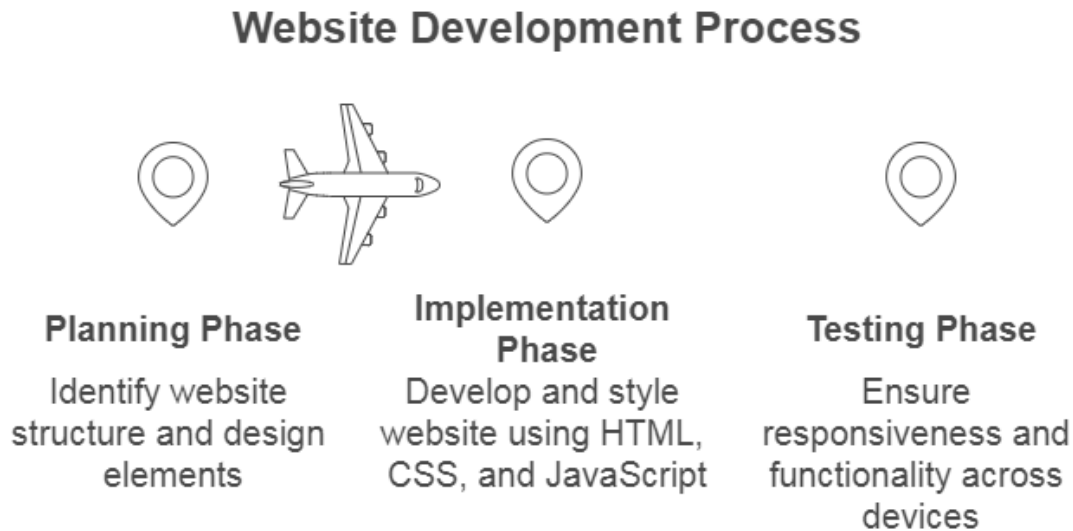 Website Development Process
Planning Phase
Identify website
structure and design
elements
Implementation
Phase
Develop and style
website using HTML,
CSS, and JavaScript
Testing Phase
Ensure
responsiveness and
functionality across
devices